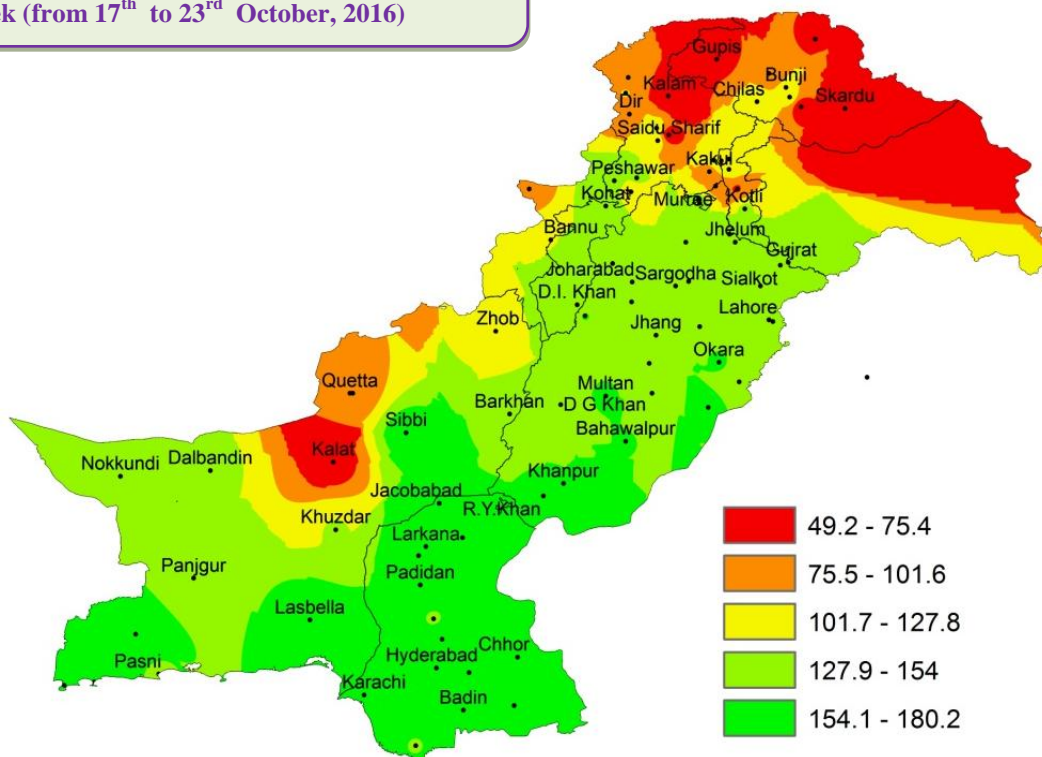 (from 17th to 23rd October, 2016)
Gupis
Bunji
Kalam
Chilas
Skardu
Dir
Saidu Sharif
Kakul
Peshawar
Kohat
Kotli
Bannu
Jhelum
Gujrat
Joharabad
Sargodha
Sialkot
D.I. Khan
Lahore
Zhob
Jhang
Okara
Quetta
Multan
Barkhan
D G Khan
Sibbi
Bahawalpur
Kalat
Nokkundi
Dalbandin
Khanpur
Jacobabad
R.Y.Khan
Khuzdar
Larkana
Panjgur
Padidan
Lasbella
Chhor
Hyderabad
Pasni
Karachi
Badin
49.2 - 75.4
75.5 - 101.6
101.7 - 127.8
127.9 - 154
154.1 - 180.2